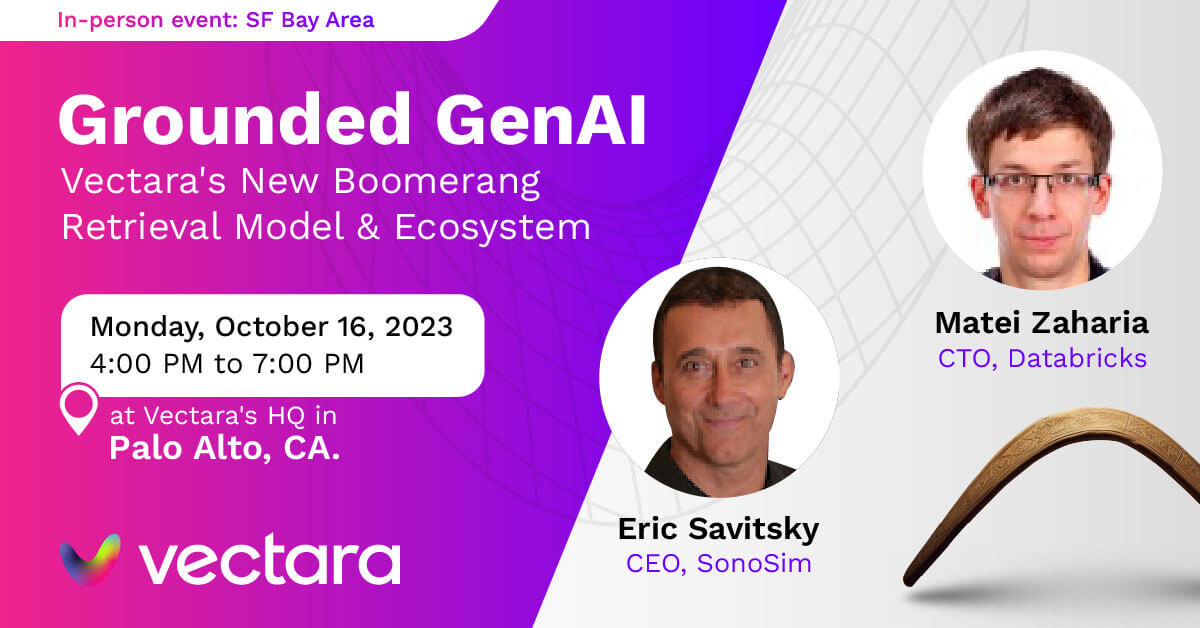 In-person event: SF Bay Area
Grounded GenAI
Vectara's New Boomerang
Retrieval Model & Ecosystem
Monday, October 16, 2023
4:00 PM to 7:00 PM
at Vectara's HQ in
Palo Alto, CA.
vectara
Matei Zaharia
CTO, Databricks
Eric Savitsky
CEO, SonoSim